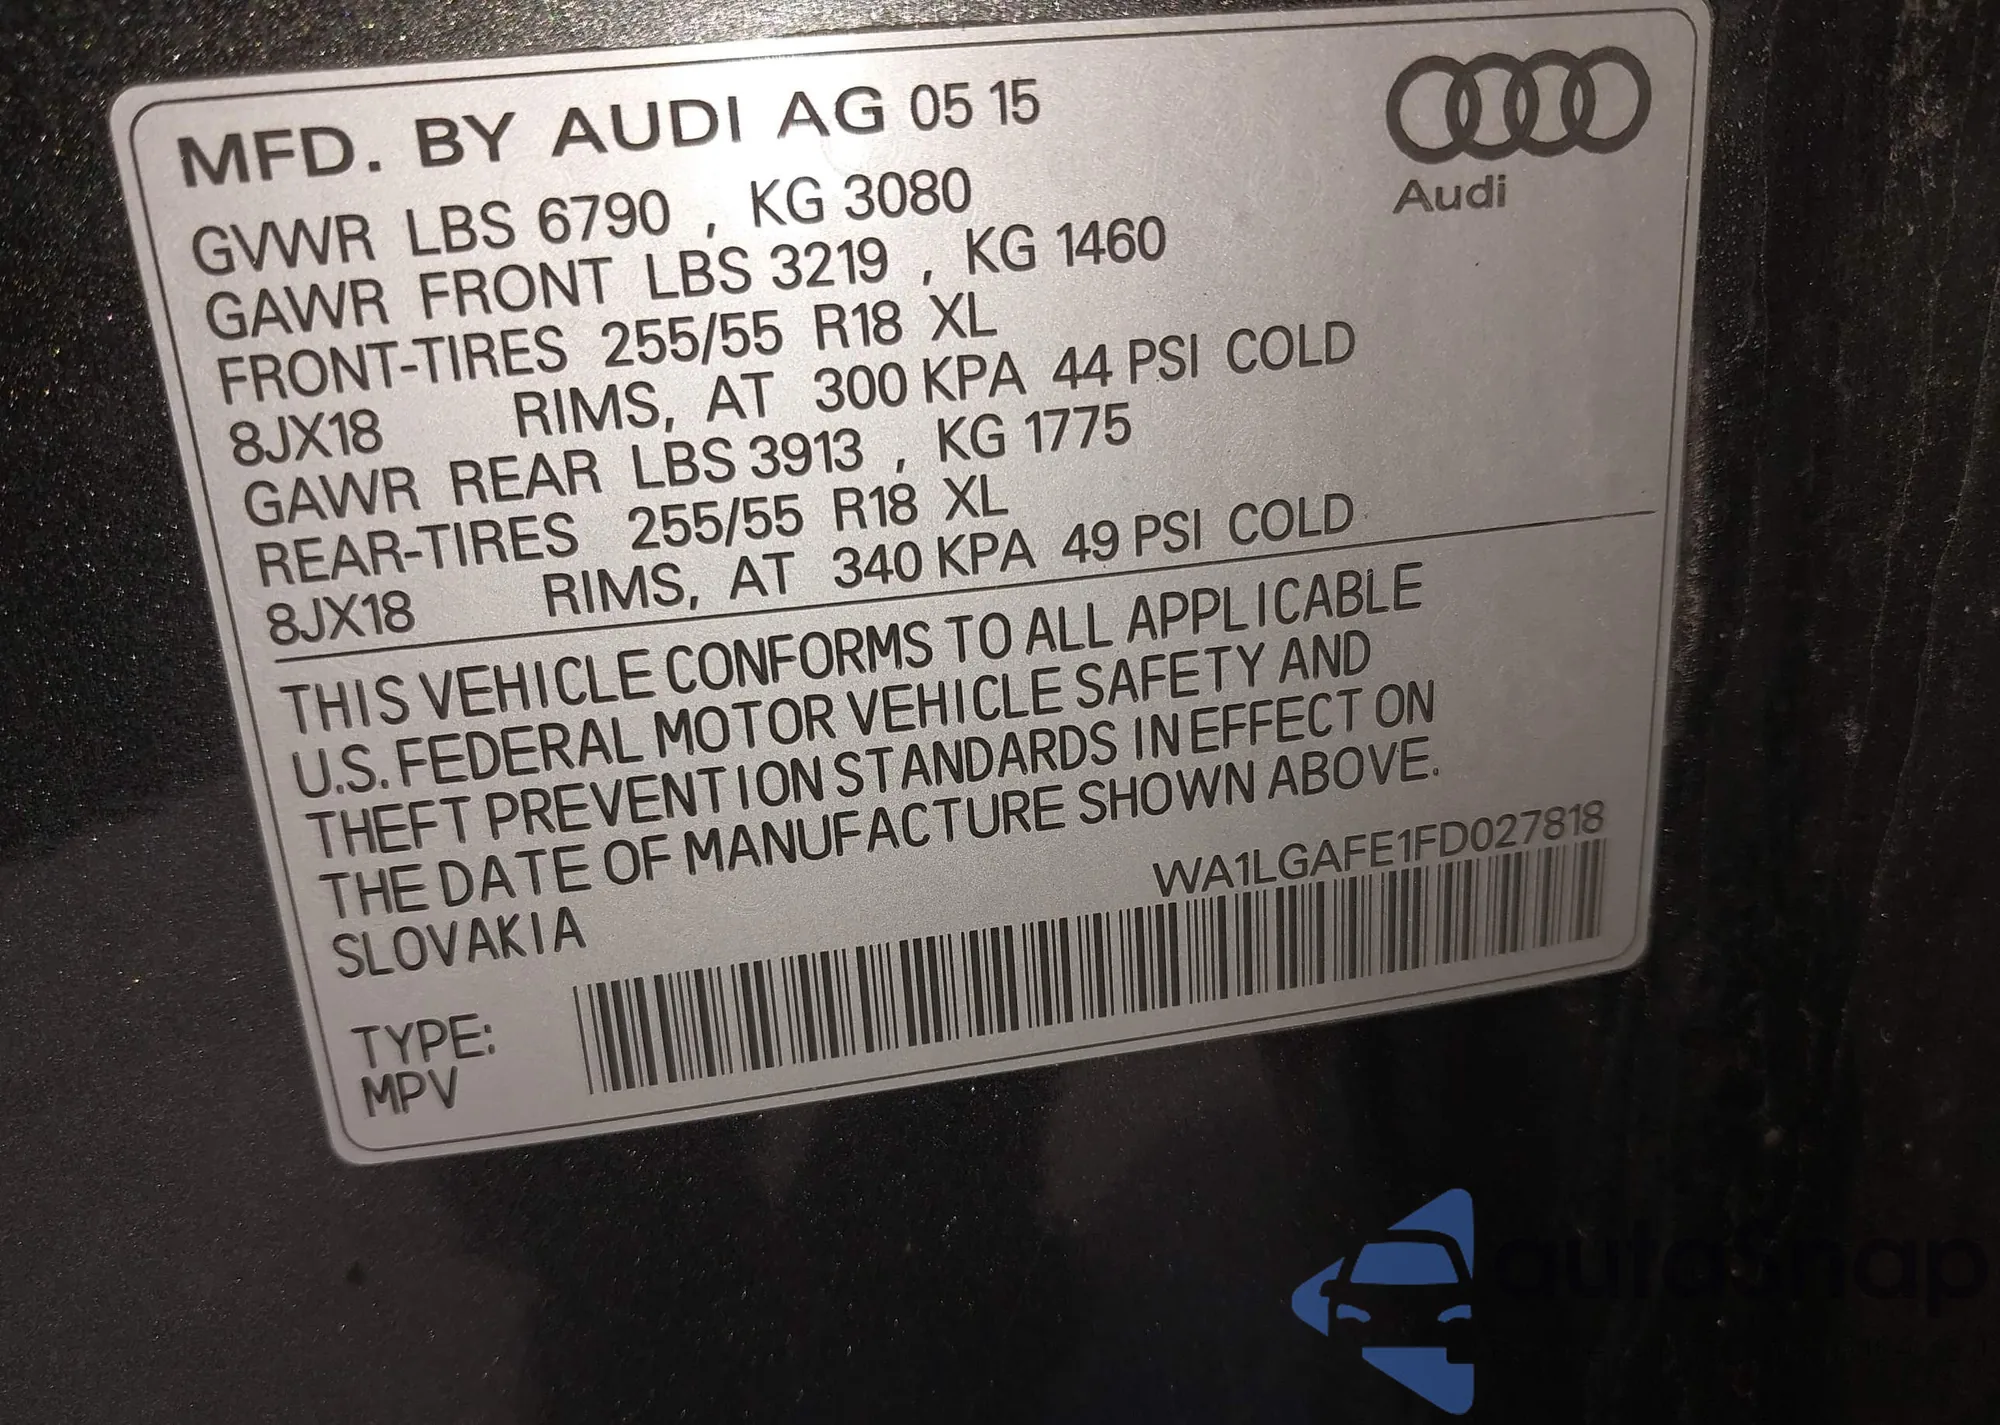 MFD. BY AUDI AG 05 15
Audi
GVWR LBS 6790 , KG 3080
GAWR FRONT LBS 3219 , KG 1460
FRONT-TIRES 255/55 R18 XL
8JX18 RIMS, AT 300 KPA 44 PSI COLD
GAWR REAR LBS 3913 , KG 1775
REAR-TIRES 255/55 R18 XL
8JX18 RIMS, AT 340 KPA 49 PSI COLD
THIS VEHICLE CONFORMS TO ALL APPLICABLE
U.S. FEDERAL MOTOR VEHICLE SAFETY AND
THEFT PREVENTION STANDARDS IN EFFECT ON
THE DATE OF MANUFACTURE SHOWN ABOVE.
SLOVAKIA
WA1LGAFE1FD027818
TYPE:
MPV
autosnap